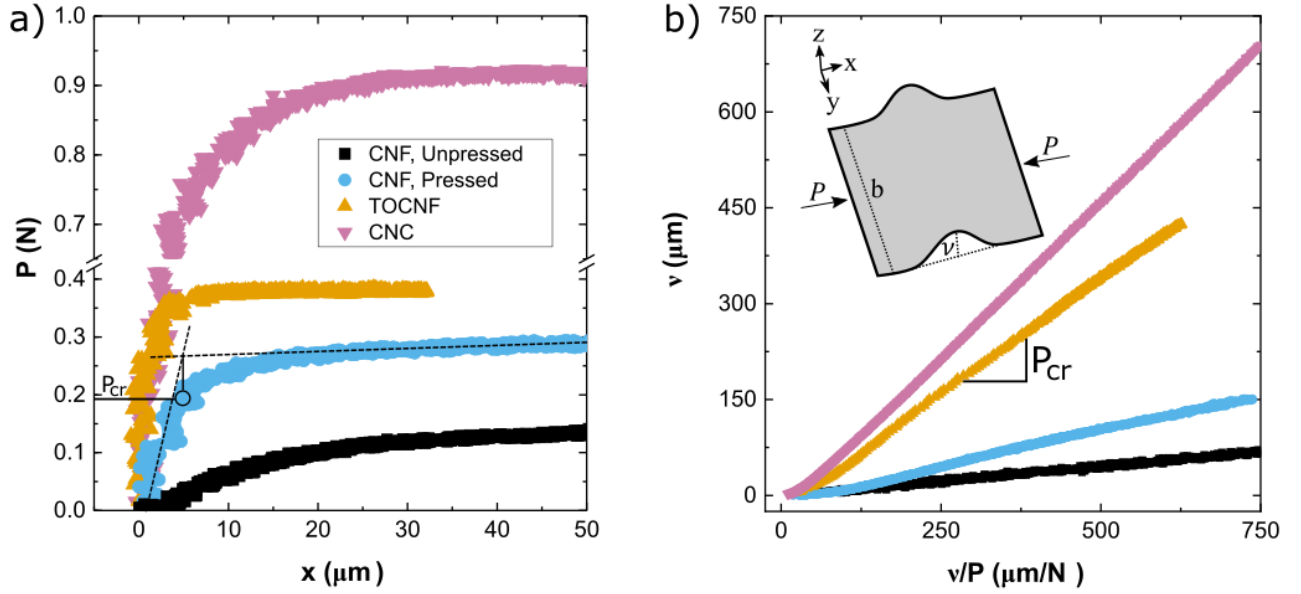 a)
1.0
0.9
0.8
0.7
0.4
0.3
0.2
0.1
0.0
P (N)
CNF, Unpressed
CNF, Pressed
TOCNF
CNC
Pcr
0 10 20 30 40 50
x (μm)
b)
750
600
450
300
150
0
ν (μm)
z
x
y
P
b
P
ν
Pcr
0 250 500 750
ν/P (μm/N)